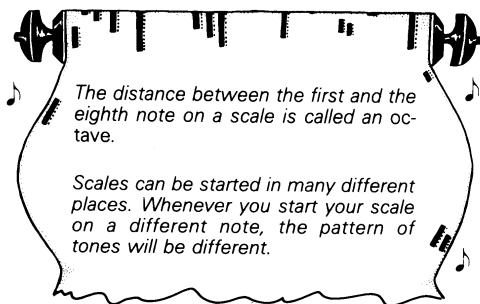 The distance between the first and the
eighth note on a scale is called an oc-
tave.
Scales can be started in many different
places. Whenever you start your scale
on a different note, the pattern of
tones will be different.